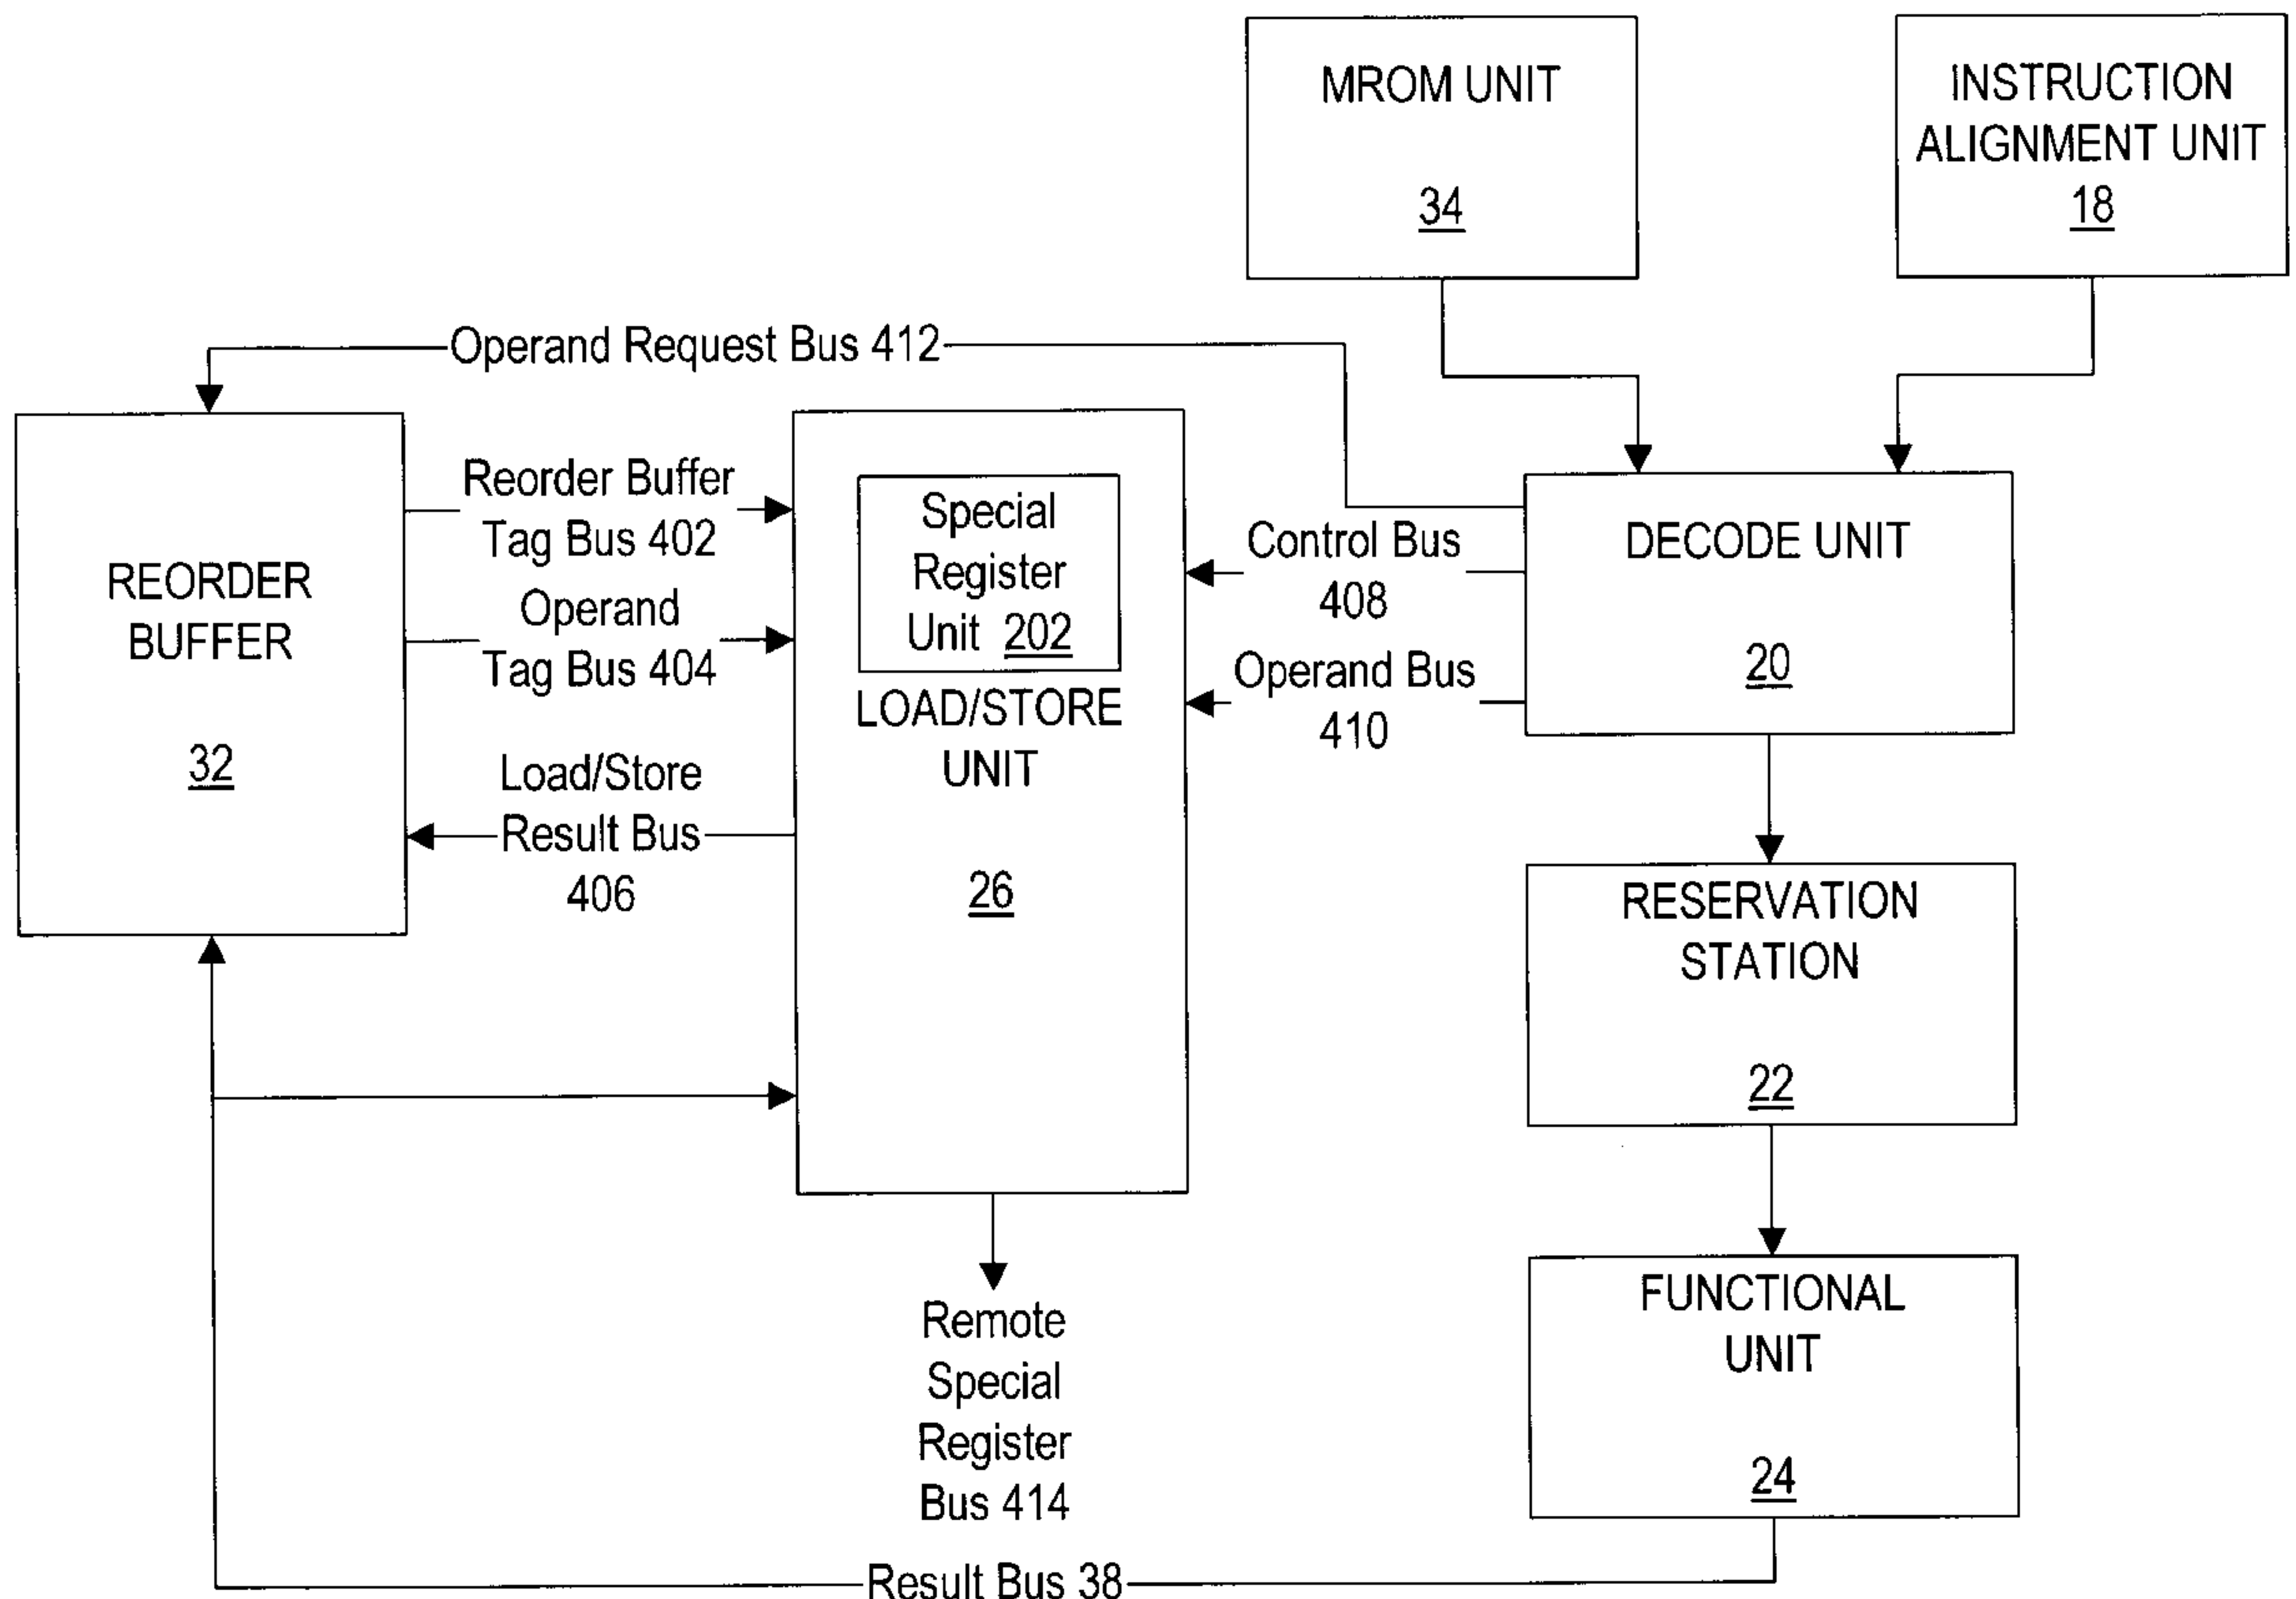 MROM UNIT
34
INSTRUCTION
ALIGNMENT UNIT
18
Operand Request Bus 412
REORDER
BUFFER
32
Reorder Buffer
Tag Bus 402
Operand
Tag Bus 404
Load/Store
Result Bus
406
Special
Register
Unit 202
LOAD/STORE
UNIT
26
Control Bus
408
Operand Bus
410
DECODE UNIT
20
RESERVATION
STATION
22
FUNCTIONAL
UNIT
24
Remote
Special
Register
Bus 414
Result Bus 38